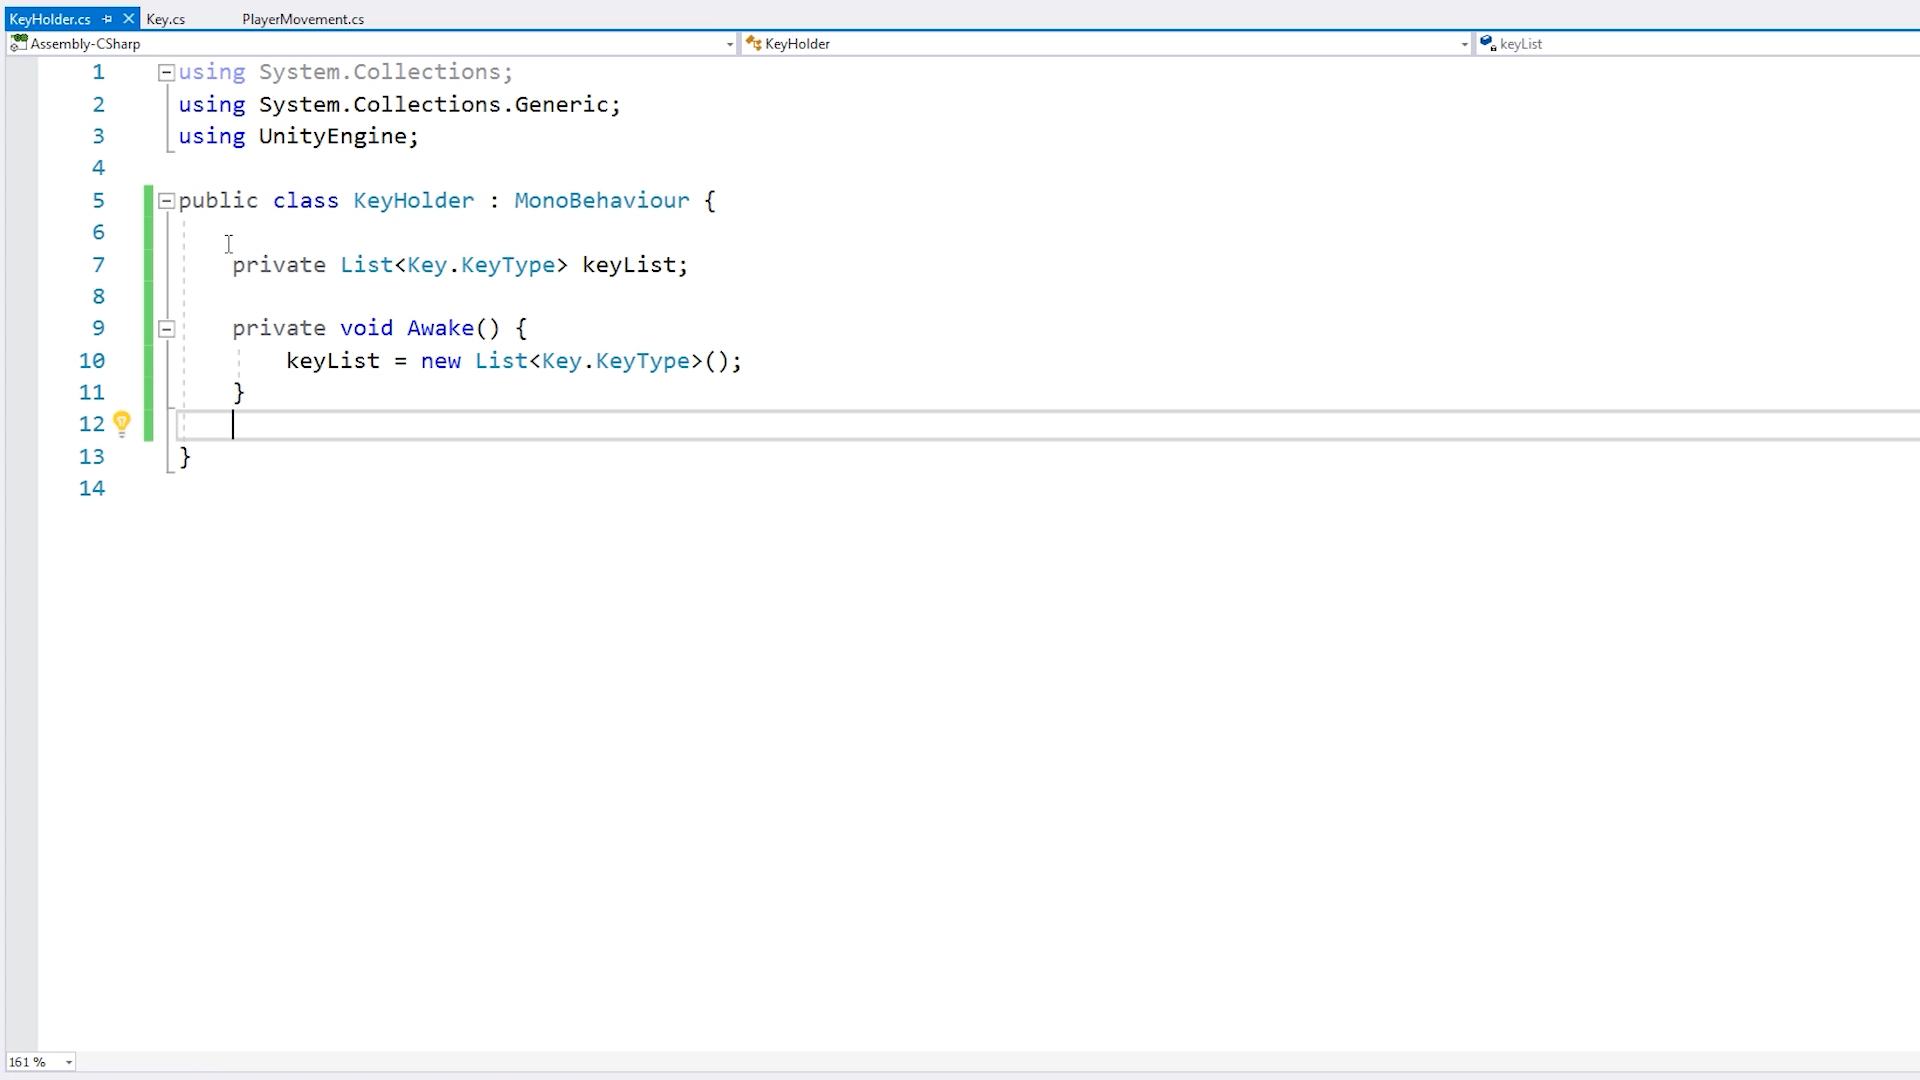 KeyHolder.cs Key.cs PlayerMovement.cs
Assembly-CSharp KeyHolder keyList
1 using System.Collections;
2 using System.Collections.Generic;
3 using UnityEngine;
4
5 public class KeyHolder : MonoBehaviour {
6
7 private List<Key.KeyType> keyList;
8
9 private void Awake() {
10 keyList = new List<Key.KeyType>();
11 }
12
13 }
14
161 %